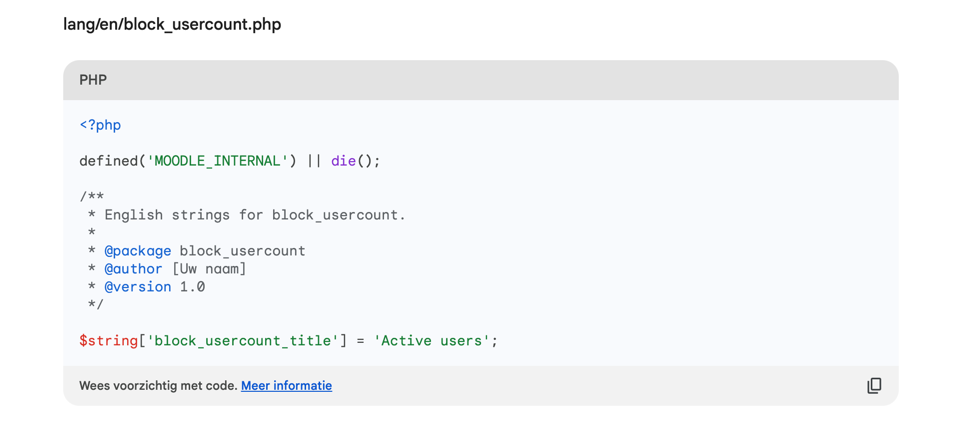 lang/en/block_usercount.php
PHP
<?php
defined('MOODLE_INTERNAL') || die();
/**
 * English strings for block_usercount.
 *
 * @package block_usercount
 * @author [Uw naam]
 * @version 1.0
 */
$string['block_usercount_title'] = 'Active users';
Wees voorzichtig met code. Meer informatie